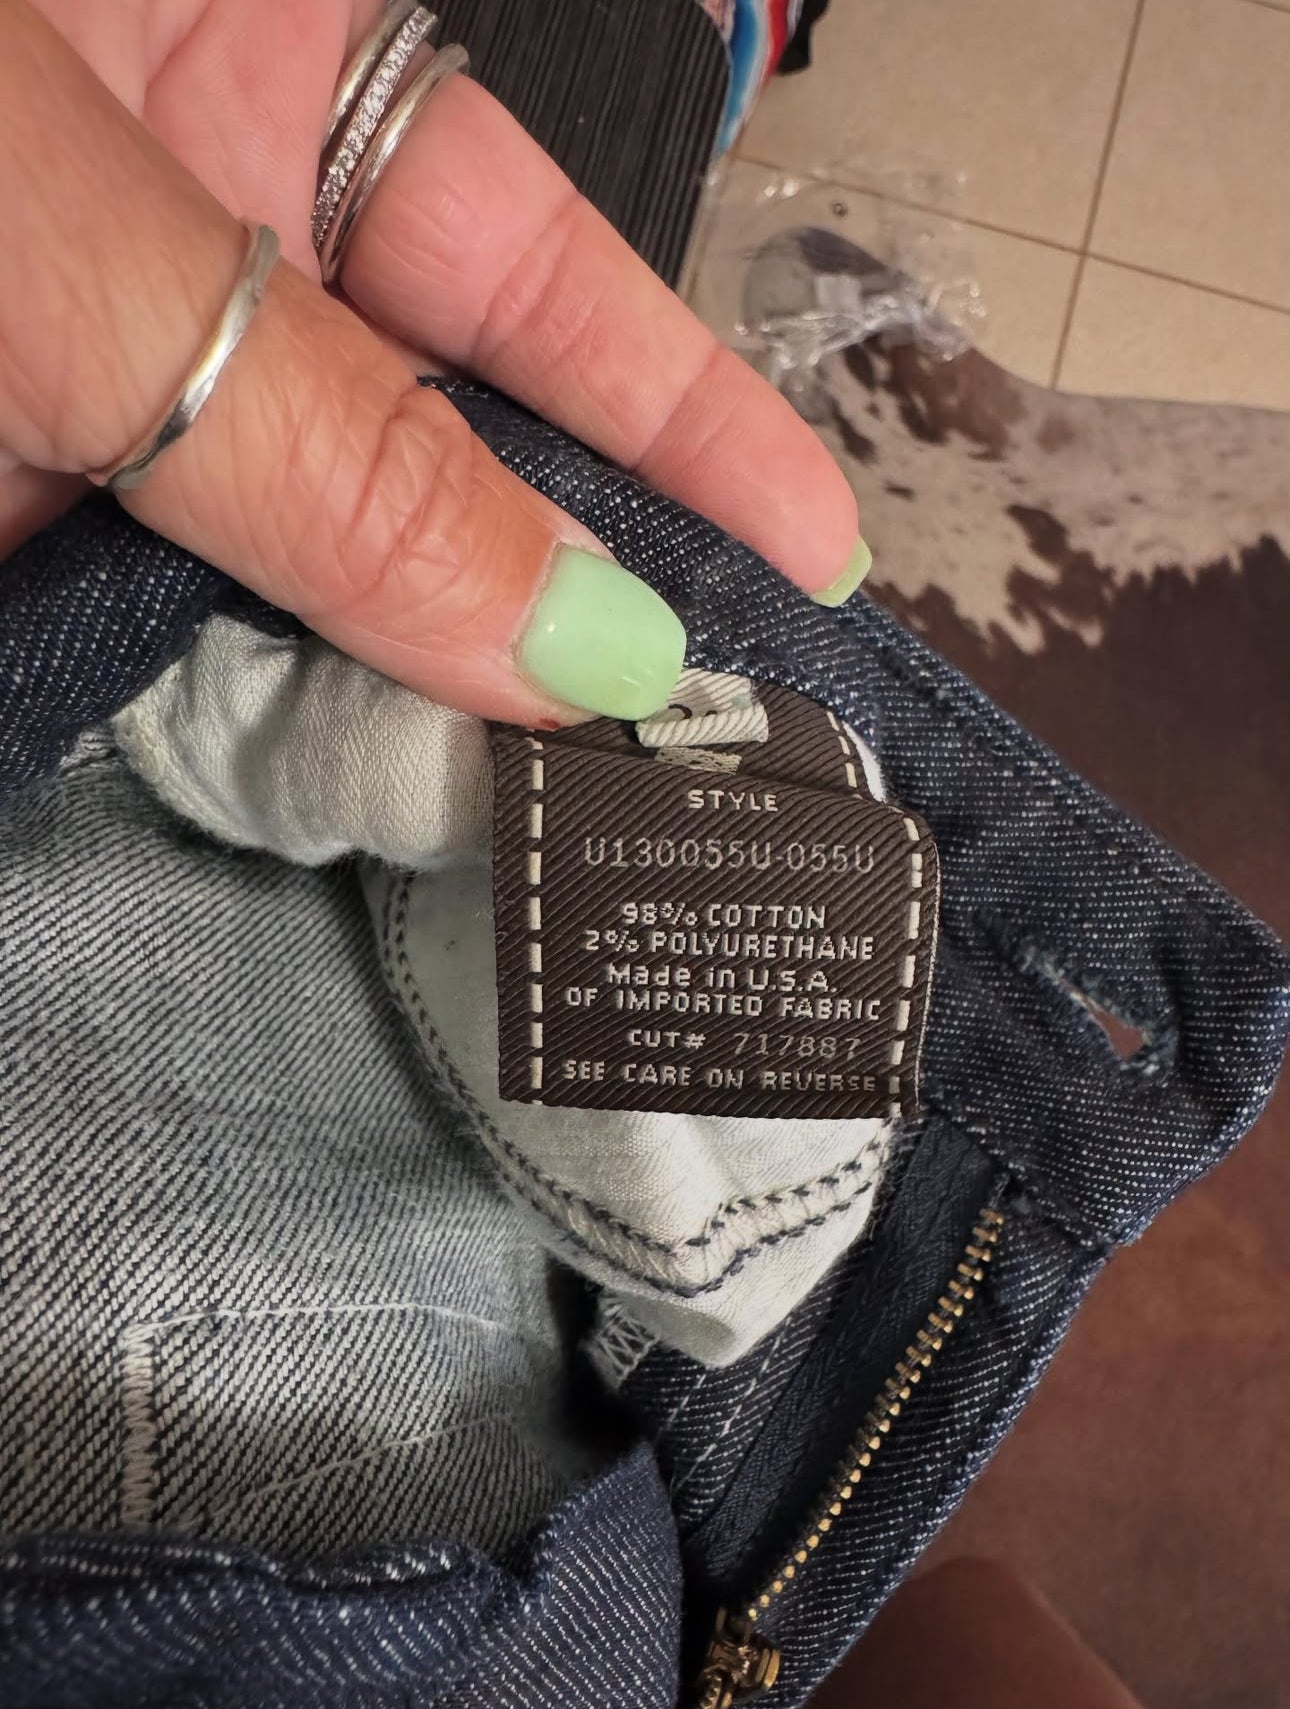 STYLE
U130055U-055U
98% COTTON
2% POLYURETHANE
Made in U.S.A.
OF IMPORTED FABRIC
CUT# 717887
SEE CARE ON REVERSE